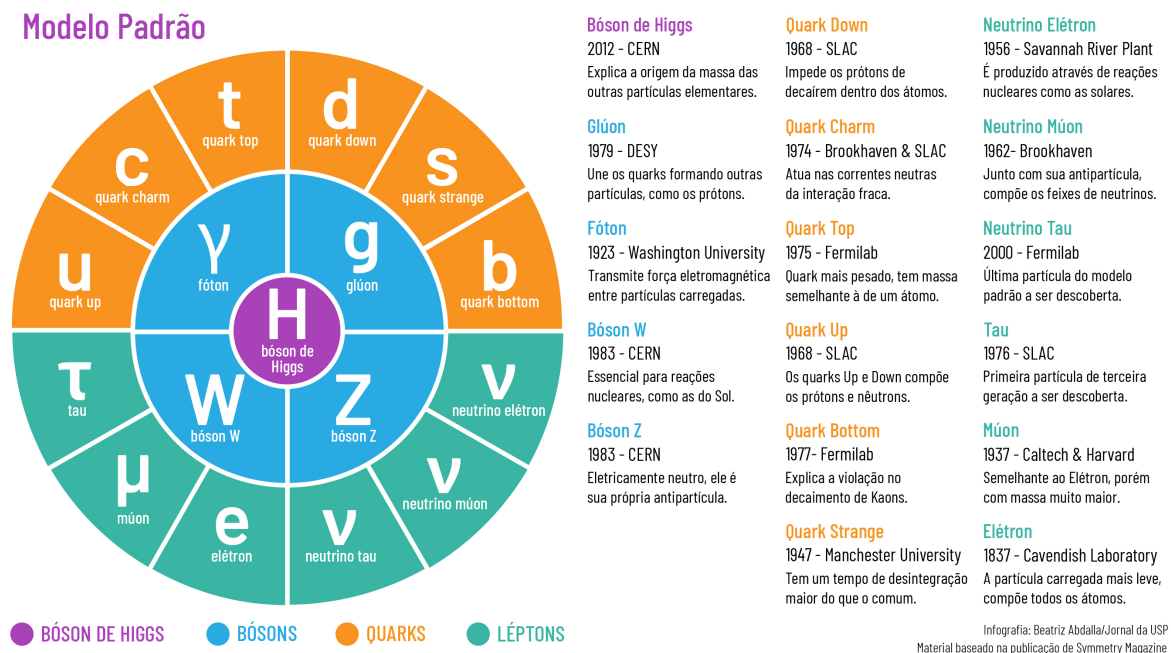 Modelo Padrão
t
quark top
d
quark down
c
quark charm
s
quark strange
u
quark up
b
quark bottom
γ
fóton
g
glúon
H
bóson de
Higgs
W
bóson W
Z
bóson Z
τ
tau
ν
neutrino elétron
μ
múon
ν
neutrino múon
e
elétron
ν
neutrino tau
BÓSON DE HIGGS
BÓSONS
QUARKS
LÉPTONS
Bóson de Higgs
2012 - CERN
Explica a origem da massa das
outras partículas elementares.
Glúon
1979 - DESY
Une os quarks formando outras
partículas, como os prótons.
Fóton
1923 - Washington University
Transmite força eletromagnética
entre partículas carregadas.
Bóson W
1983 - CERN
Essencial para reações
nucleares, como as do Sol.
Bóson Z
1983 - CERN
Eletricamente neutro, ele é
sua própria antipartícula.
Quark Down
1968 - SLAC
Impede os prótons de
decaírem dentro dos átomos.
Quark Charm
1974 - Brookhaven & SLAC
Atua nas correntes neutras
da interação fraca.
Quark Top
1975 - Fermilab
Quark mais pesado, tem massa
semelhante à de um átomo.
Quark Up
1968 - SLAC
Os quarks Up e Down compõe
os prótons e nêutrons.
Quark Bottom
1977- Fermilab
Explica a violação no
decaimento de Kaons.
Quark Strange
1947 - Manchester University
Tem um tempo de desintegração
maior do que o comum.
Neutrino Elétron
1956 - Savannah River Plant
É produzido através de reações
nucleares como as solares.
Neutrino Múon
1962- Brookhaven
Junto com sua antipartícula,
compõe os feixes de neutrinos.
Neutrino Tau
2000 - Fermilab
Última partícula do modelo
padrão a ser descoberta.
Tau
1976 - SLAC
Primeira partícula de terceira
geração a ser descoberta.
Múon
1937 - Caltech & Harvard
Semelhante ao Elétron, porém
com massa muito maior.
Elétron
1837 - Cavendish Laboratory
A partícula carregada mais leve,
compõe todos os átomos.
Infografia: Beatriz Abdalla/Jornal da USP
Material baseado na publicação de Symmetry Magazine